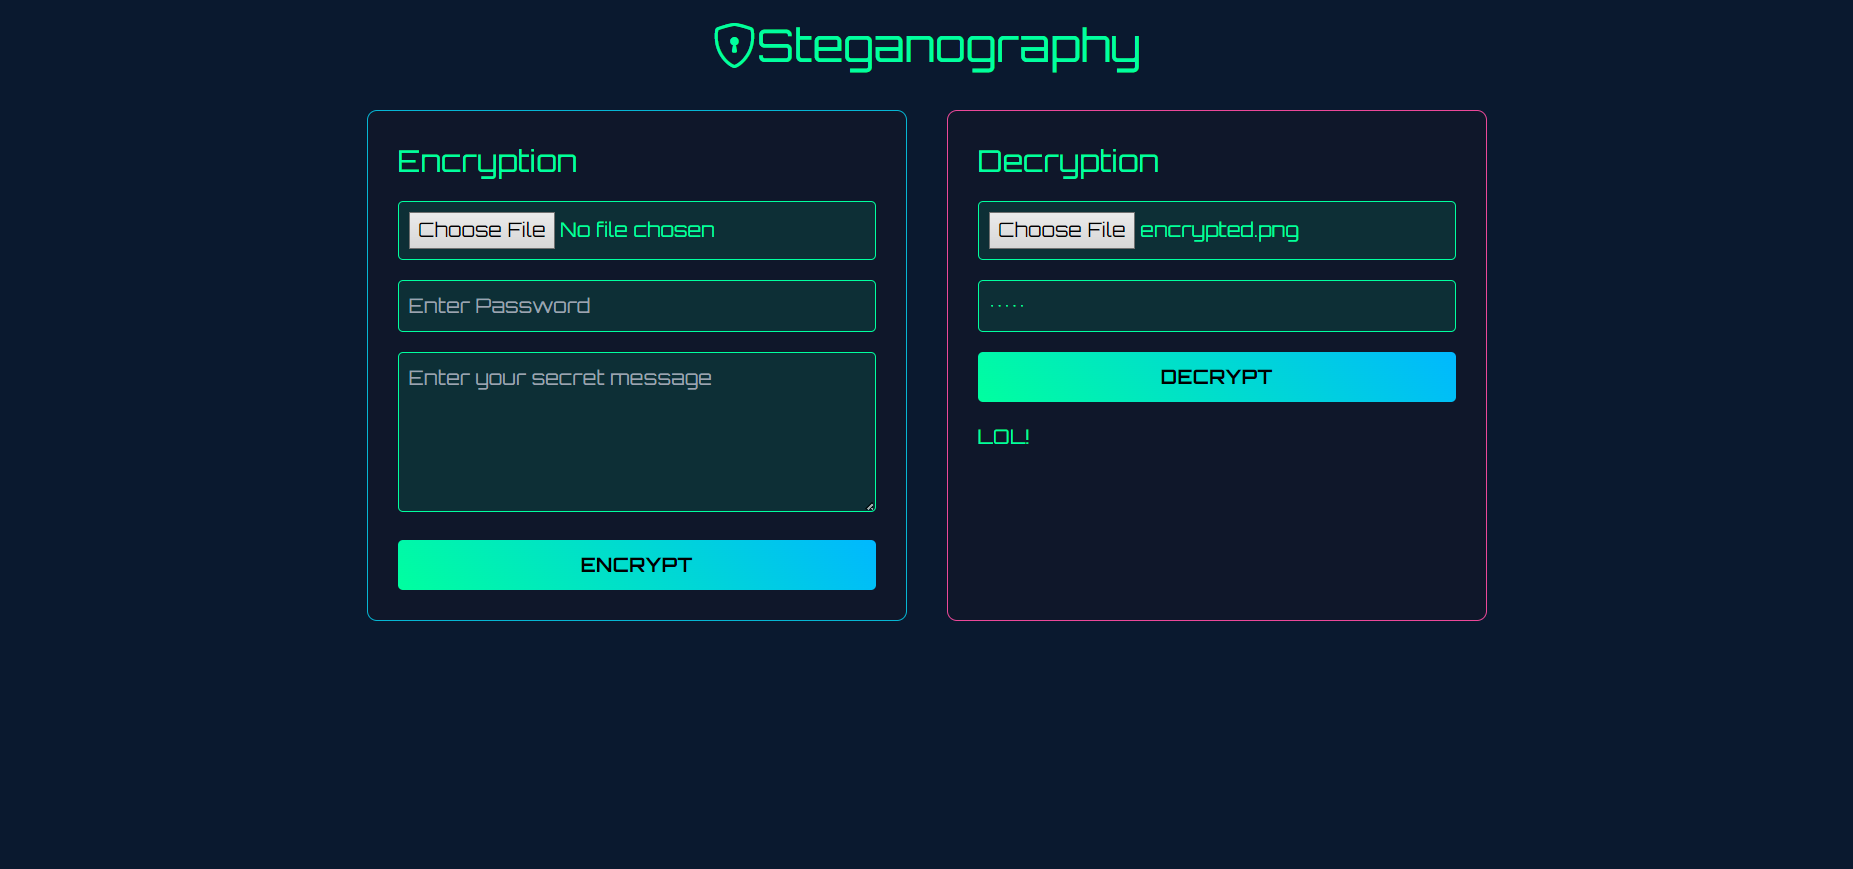 Steganography
Encryption
Choose File No file chosen
Enter Password
Enter your secret message
ENCRYPT
Decryption
Choose File encrypted.png
·····
DECRYPT
LOL!